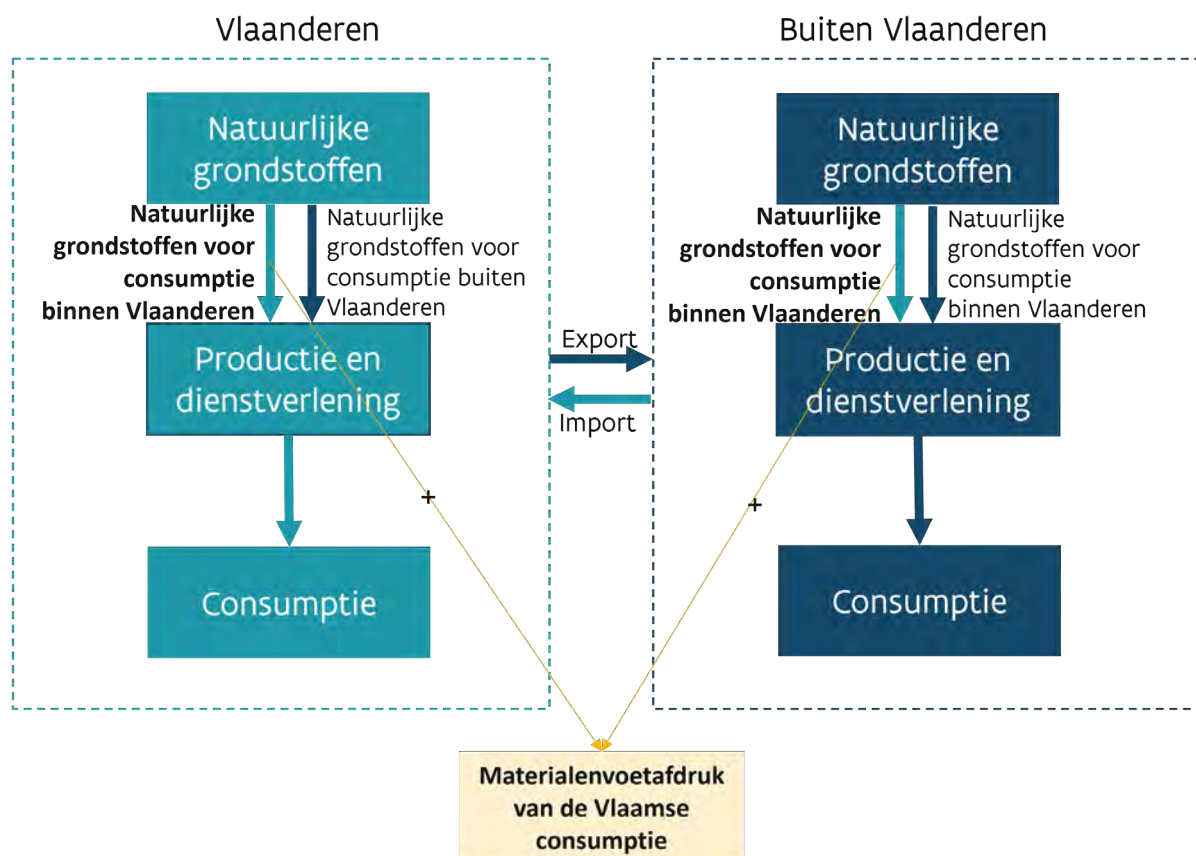 Vlaanderen
Natuurlijke
grondstoffen
Natuurlijke
grondstoffen voor
consumptie
binnen Vlaanderen
Natuurlijke
grondstoffen voor
consumptie buiten
Vlaanderen
Productie en
dienstverlening
Consumptie
Export
Import
Buiten Vlaanderen
Natuurlijke
grondstoffen
Natuurlijke
grondstoffen voor
consumptie
binnen Vlaanderen
Natuurlijke
grondstoffen voor
consumptie
binnen Vlaanderen
Productie en
dienstverlening
Consumptie
+
+
Materialenvoetafdruk
van de Vlaamse
consumptie